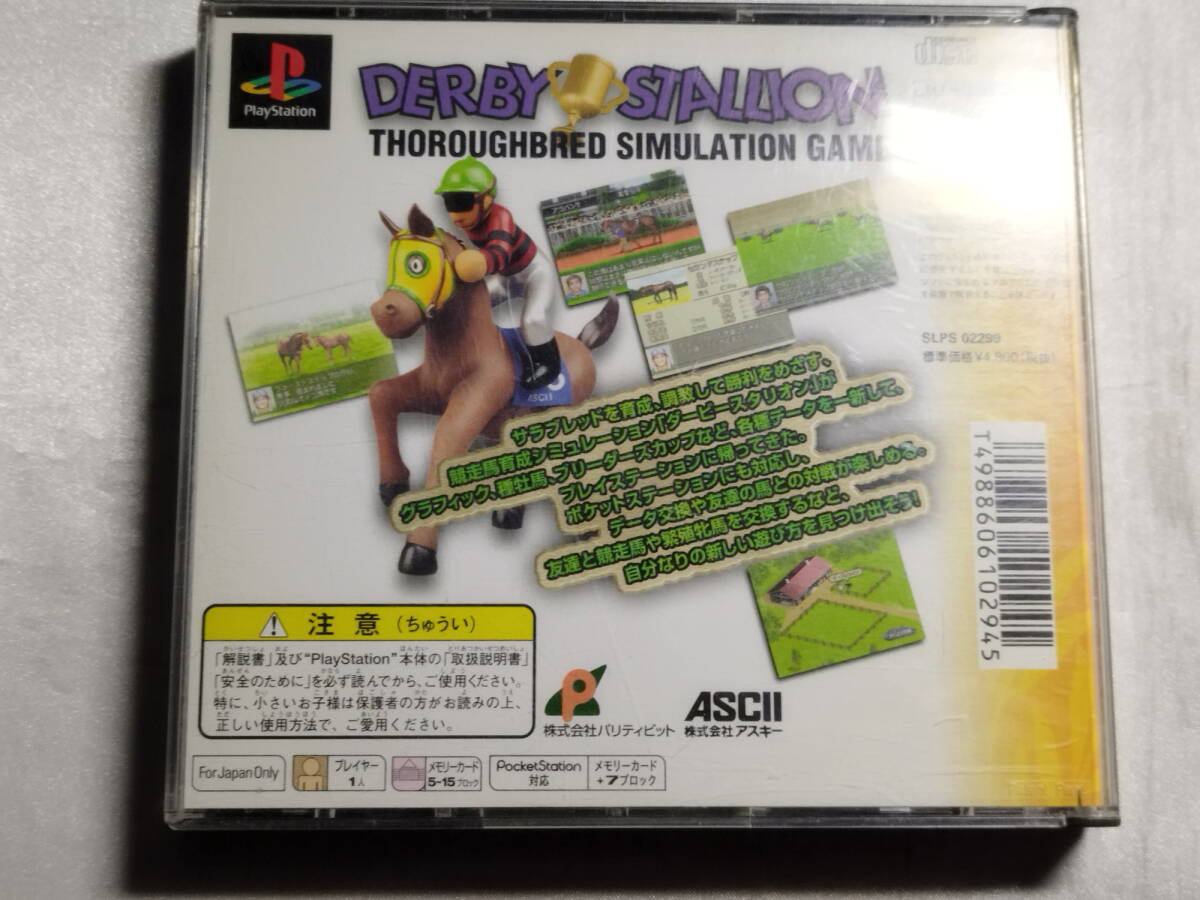 PlayStation
DERBY STALLION
THOROUGHBRED SIMULATION GAME
SLPS 02299
標準価格¥4,800(税抜)
ASCII
サラブレッドを育成、調教して勝利をめざす、
競走馬育成シミュレーション「ダービースタリオン」が
グラフィック、種牡馬、ブリーダーズカップなど、各種データを一新して、
プレイステーションに帰ってきた。
ポケットステーションにも対応し、
データ交換や友達の馬との対戦が楽しめる。
友達と競走馬や繁殖牝馬を交換するなど、
自分なりの新しい遊び方を見つけ出そう!
T4988606102945
注意(ちゅうい)
「解説書」及び“PlayStation”本体の「取扱説明書」
「安全のために」を必ず読んでから、ご使用ください。
特に、小さいお子様は保護者の方がお読みの上、
正しい使用方法で、ご愛用ください。
株式会社パリティビット
ASCII
株式会社アスキー
For Japan Only
プレイヤー
1人
メモリーカード
5~15ブロック
PocketStation
対応
メモリーカード
+7ブロック